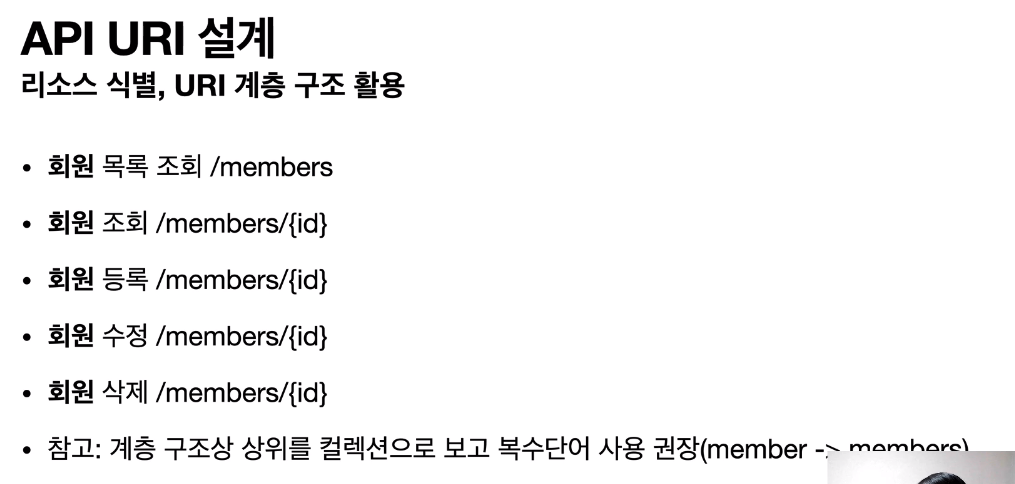 API URI 설계
리소스 식별, URI 계층 구조 활용
• 회원 목록 조회 /members
• 회원 조회 /members/{id}
• 회원 등록 /members/{id}
• 회원 수정 /members/{id}
• 회원 삭제 /members/{id}
• 참고: 계층 구조상 상위를 컬렉션으로 보고 복수단어 사용 권장(member -> members)